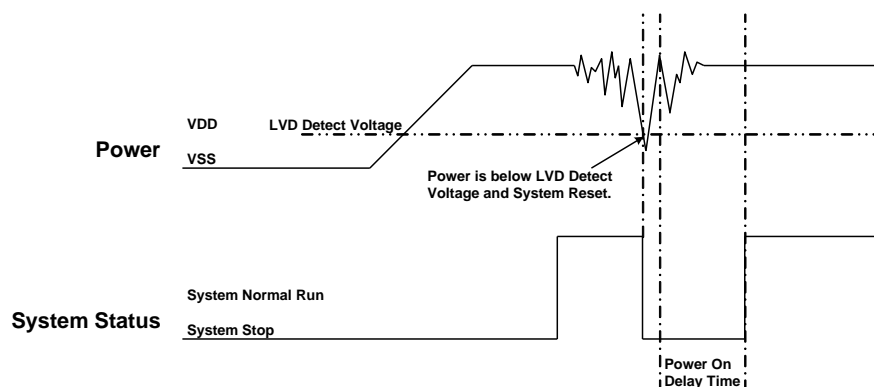 VDD
LVD Detect Voltage
Power
VSS
Power is below LVD Detect
Voltage and System Reset.
System Normal Run
System Status
System Stop
Power On
Delay Time